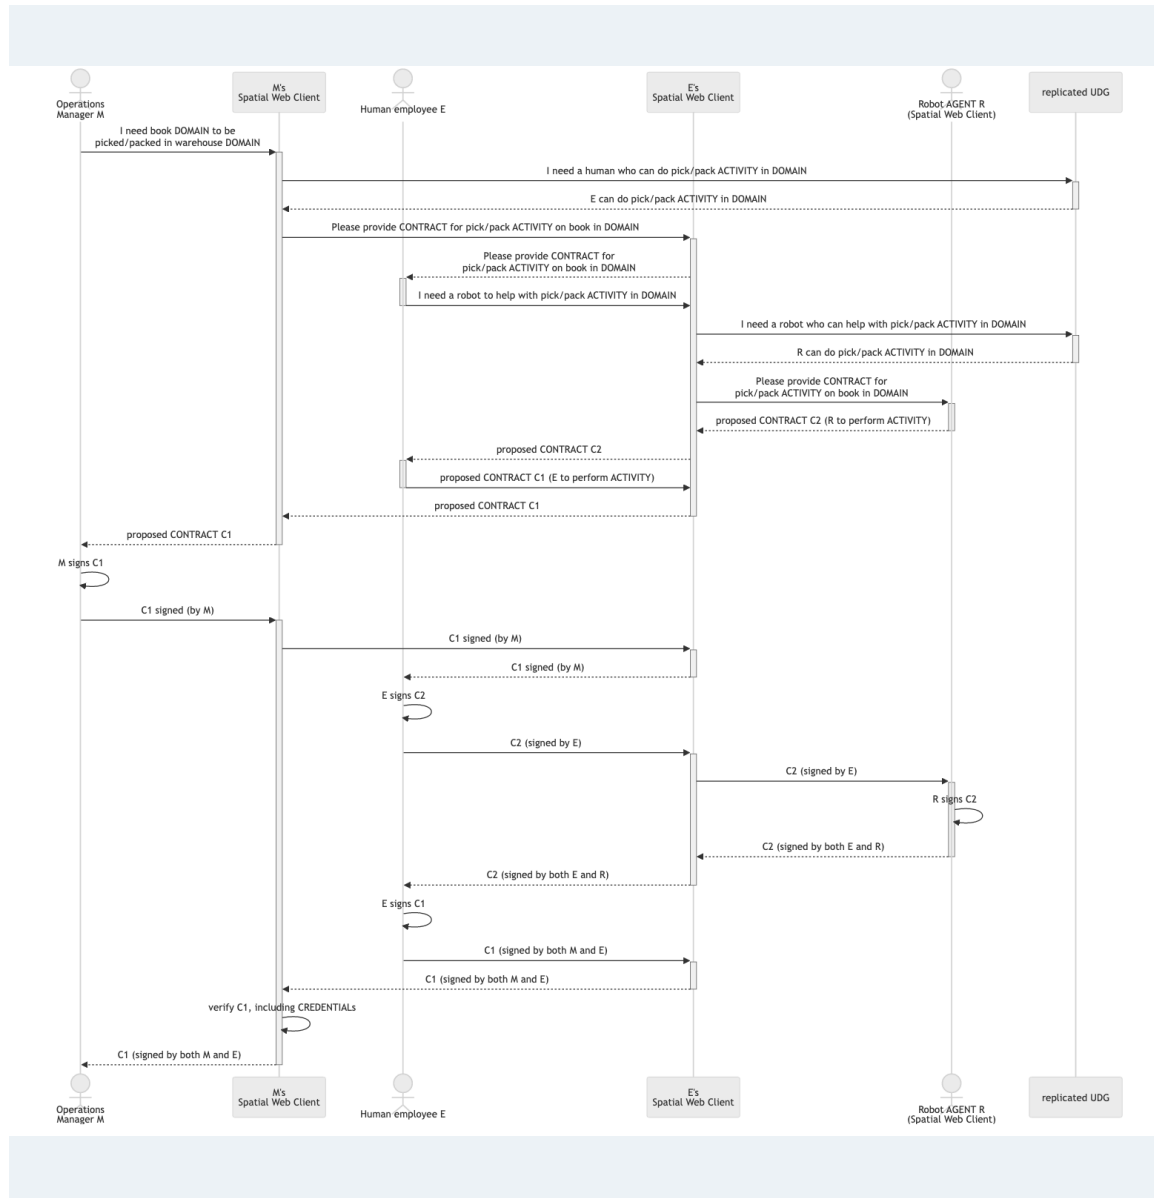 Operations
Manager M
M's
Spatial Web Client
Human employee E
E's
Spatial Web Client
Robot AGENT R
(Spatial Web Client)
replicated UDG
I need book DOMAIN to be
picked/packed in warehouse DOMAIN
I need a human who can do pick/pack ACTIVITY in DOMAIN
E can do pick/pack ACTIVITY in DOMAIN
Please provide CONTRACT for pick/pack ACTIVITY on book in DOMAIN
Please provide CONTRACT for
pick/pack ACTIVITY on book in DOMAIN
I need a robot to help with pick/pack ACTIVITY in DOMAIN
I need a robot who can help with pick/pack ACTIVITY in DOMAIN
R can do pick/pack ACTIVITY in DOMAIN
Please provide CONTRACT for
pick/pack ACTIVITY on book in DOMAIN
proposed CONTRACT C2 (R to perform ACTIVITY)
proposed CONTRACT C2
proposed CONTRACT C1 (E to perform ACTIVITY)
proposed CONTRACT C1
proposed CONTRACT C1
M signs C1
C1 signed (by M)
C1 signed (by M)
C1 signed (by M)
E signs C2
C2 (signed by E)
C2 (signed by E)
R signs C2
C2 (signed by both E and R)
C2 (signed by both E and R)
E signs C1
C1 (signed by both M and E)
C1 (signed by both M and E)
verify C1, including CREDENTIALs
C1 (signed by both M and E)
Operations
Manager M
M's
Spatial Web Client
Human employee E
E's
Spatial Web Client
Robot AGENT R
(Spatial Web Client)
replicated UDG